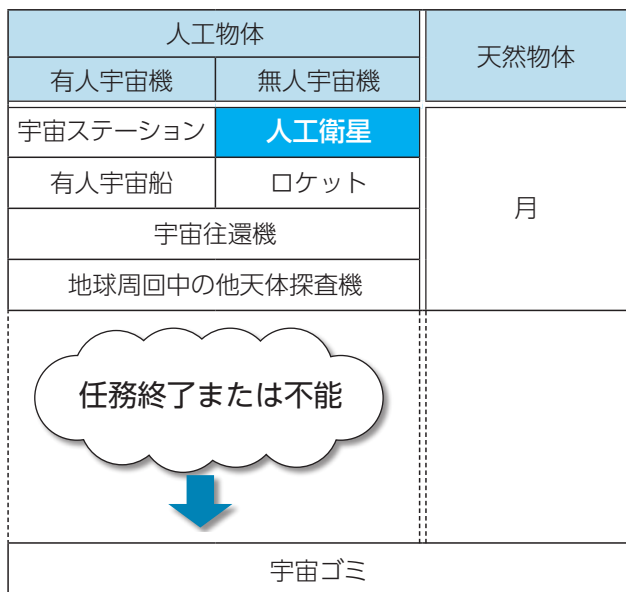 人工物体
天然物体
有人宇宙機
無人宇宙機
宇宙ステーション
人工衛星
月
有人宇宙船
ロケット
宇宙往還機
地球周回中の他天体探査機
任務終了または不能
宇宙ゴミ